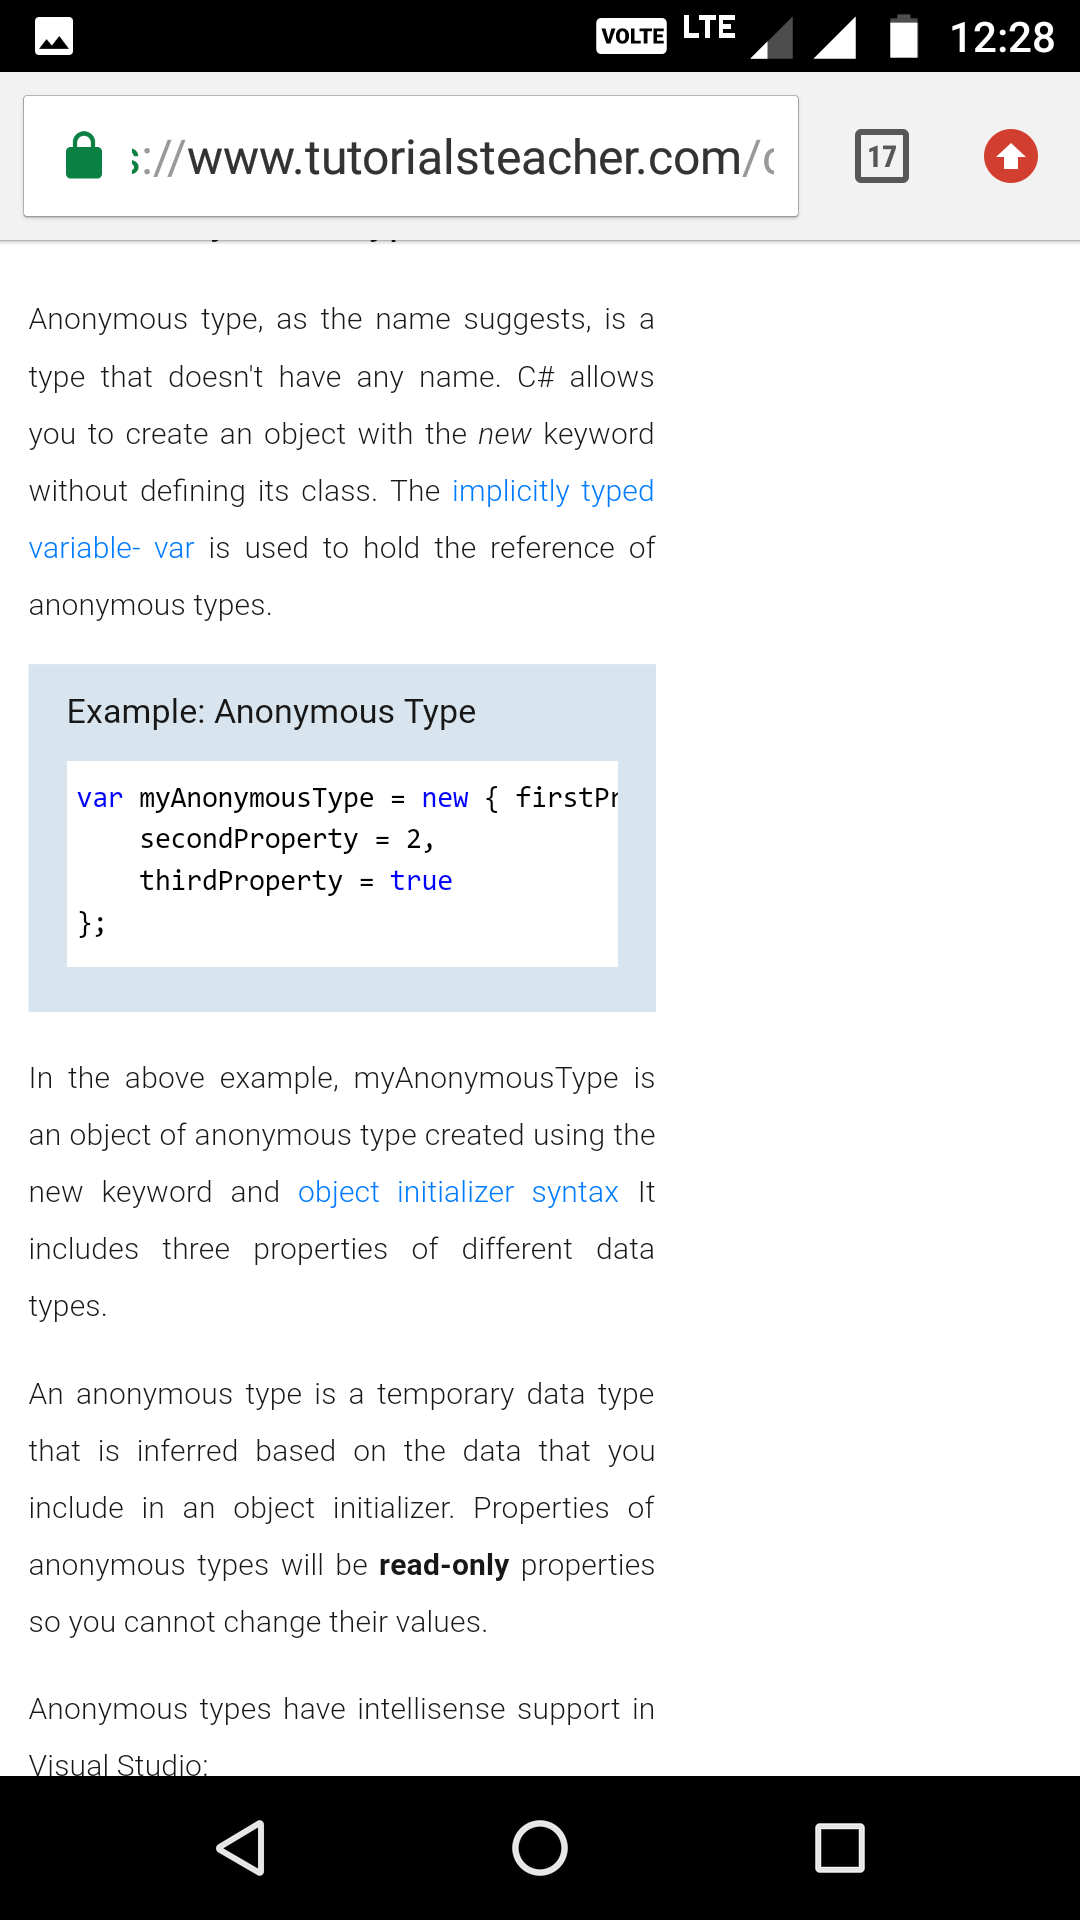 VOLTE LTE 12:28
://www.tutorialsteacher.com/
17
Anonymous type, as the name suggests, is a
type that doesn't have any name. C# allows
you to create an object with the new keyword
without defining its class. The implicitly typed
variable- var is used to hold the reference of
anonymous types.
Example: Anonymous Type
var myAnonymousType = new { firstPr
secondProperty = 2,
thirdProperty = true
};
In the above example, myAnonymousType is
an object of anonymous type created using the
new keyword and object initializer syntax It
includes three properties of different data
types.
An anonymous type is a temporary data type
that is inferred based on the data that you
include in an object initializer. Properties of
anonymous types will be read-only properties
so you cannot change their values.
Anonymous types have intellisense support in
Visual Studio: